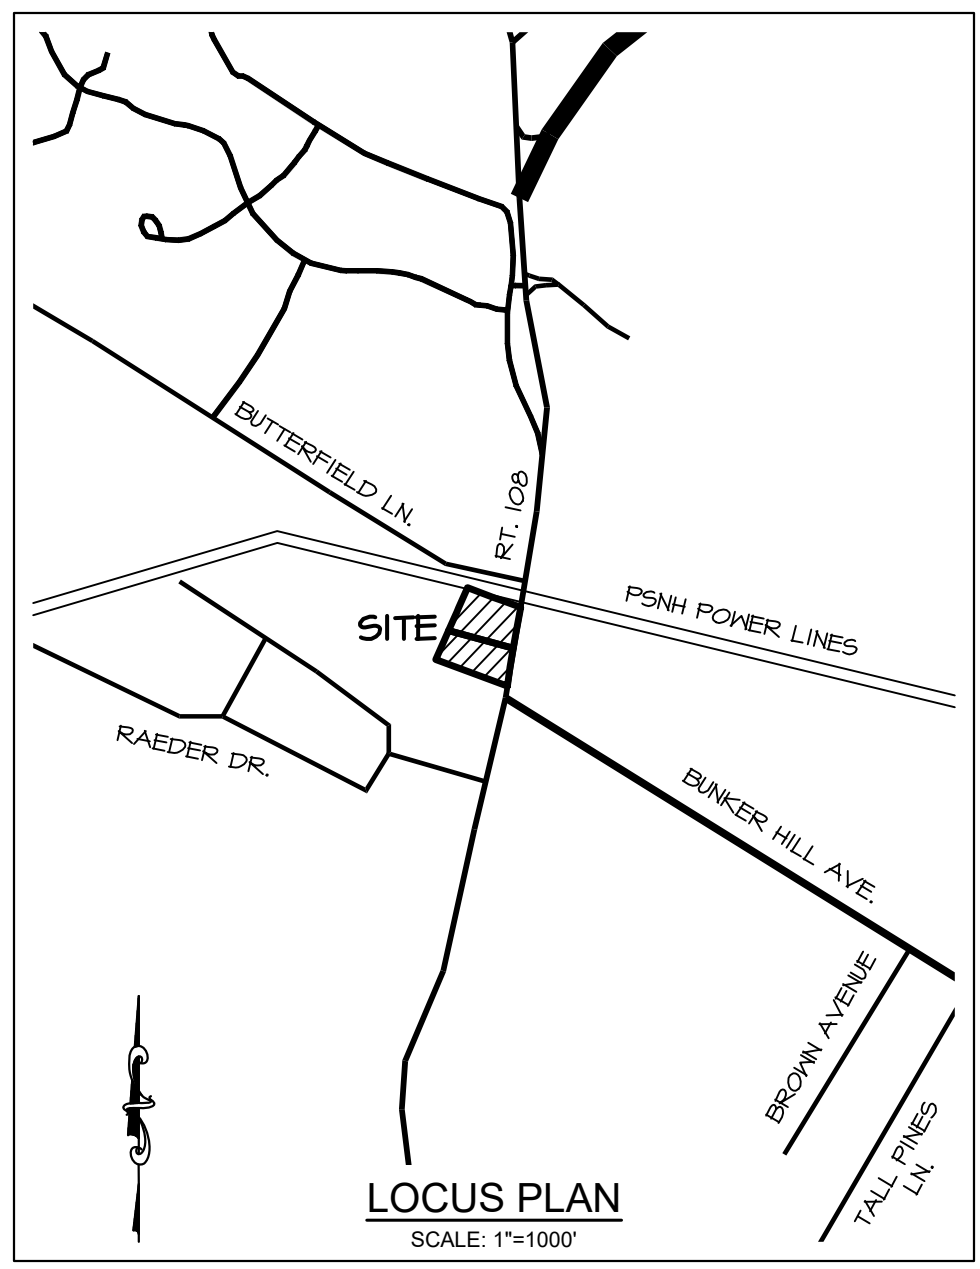 BUTTERFIELD LN.
RT. 108
PSNH POWER LINES
SITE
RAEDER DR.
BUNKER HILL AVE.
BROWN AVENUE
TALL PINES
LN.
LOCUS PLAN
SCALE: 1"=1000'